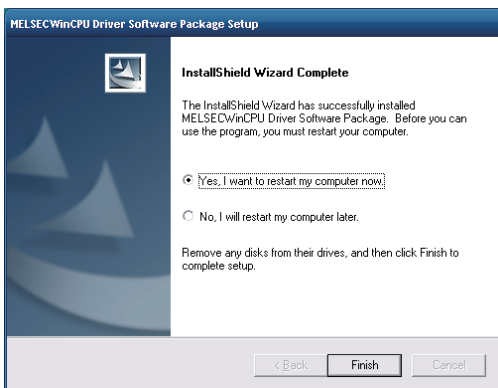 MELSECWinCPU Driver Software Package Setup
InstallShield Wizard Complete
The InstallShield Wizard has successfully installed
MELSECWinCPU Driver Software Package. Before you can
use the program, you must restart your computer.
Yes, I want to restart my computer now.
No, I will restart my computer later.
Remove any disks from their drives, and then click Finish to
complete setup.
< Back Finish Cancel